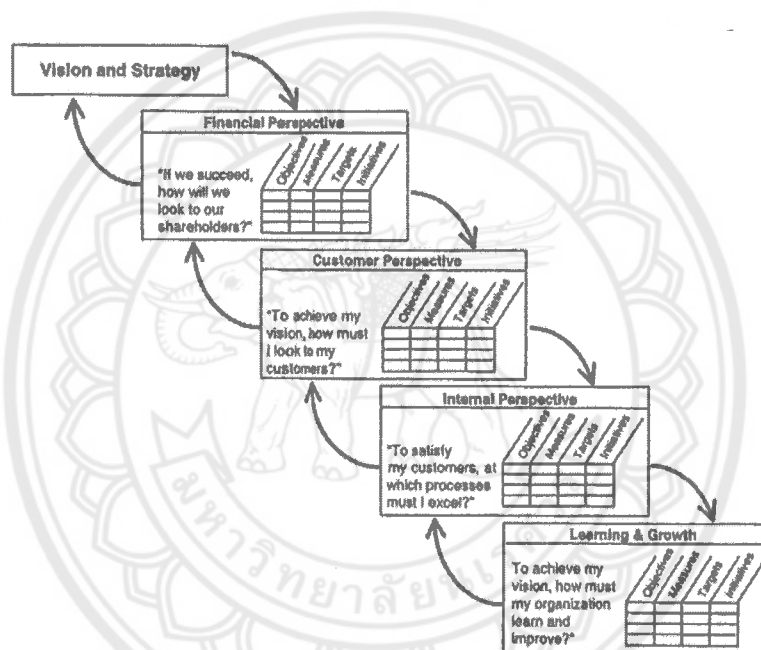 Vision and Strategy
Financial Perspective
"If we succeed,
how will we
look to our
shareholders?"
Objectives
Measures
Targets
Initiatives
Customer Perspective
"To achieve my
vision, how must
I look to my
customers?"
Objectives
Measures
Targets
Initiatives
Internal Perspective
"To satisfy
my customers, at
which processes
must I excel?"
Objectives
Measures
Targets
Initiatives
Learning & Growth
To achieve my
vision, how must
my organization
learn and
improve?"
Objectives
Measures
Targets
Initiatives